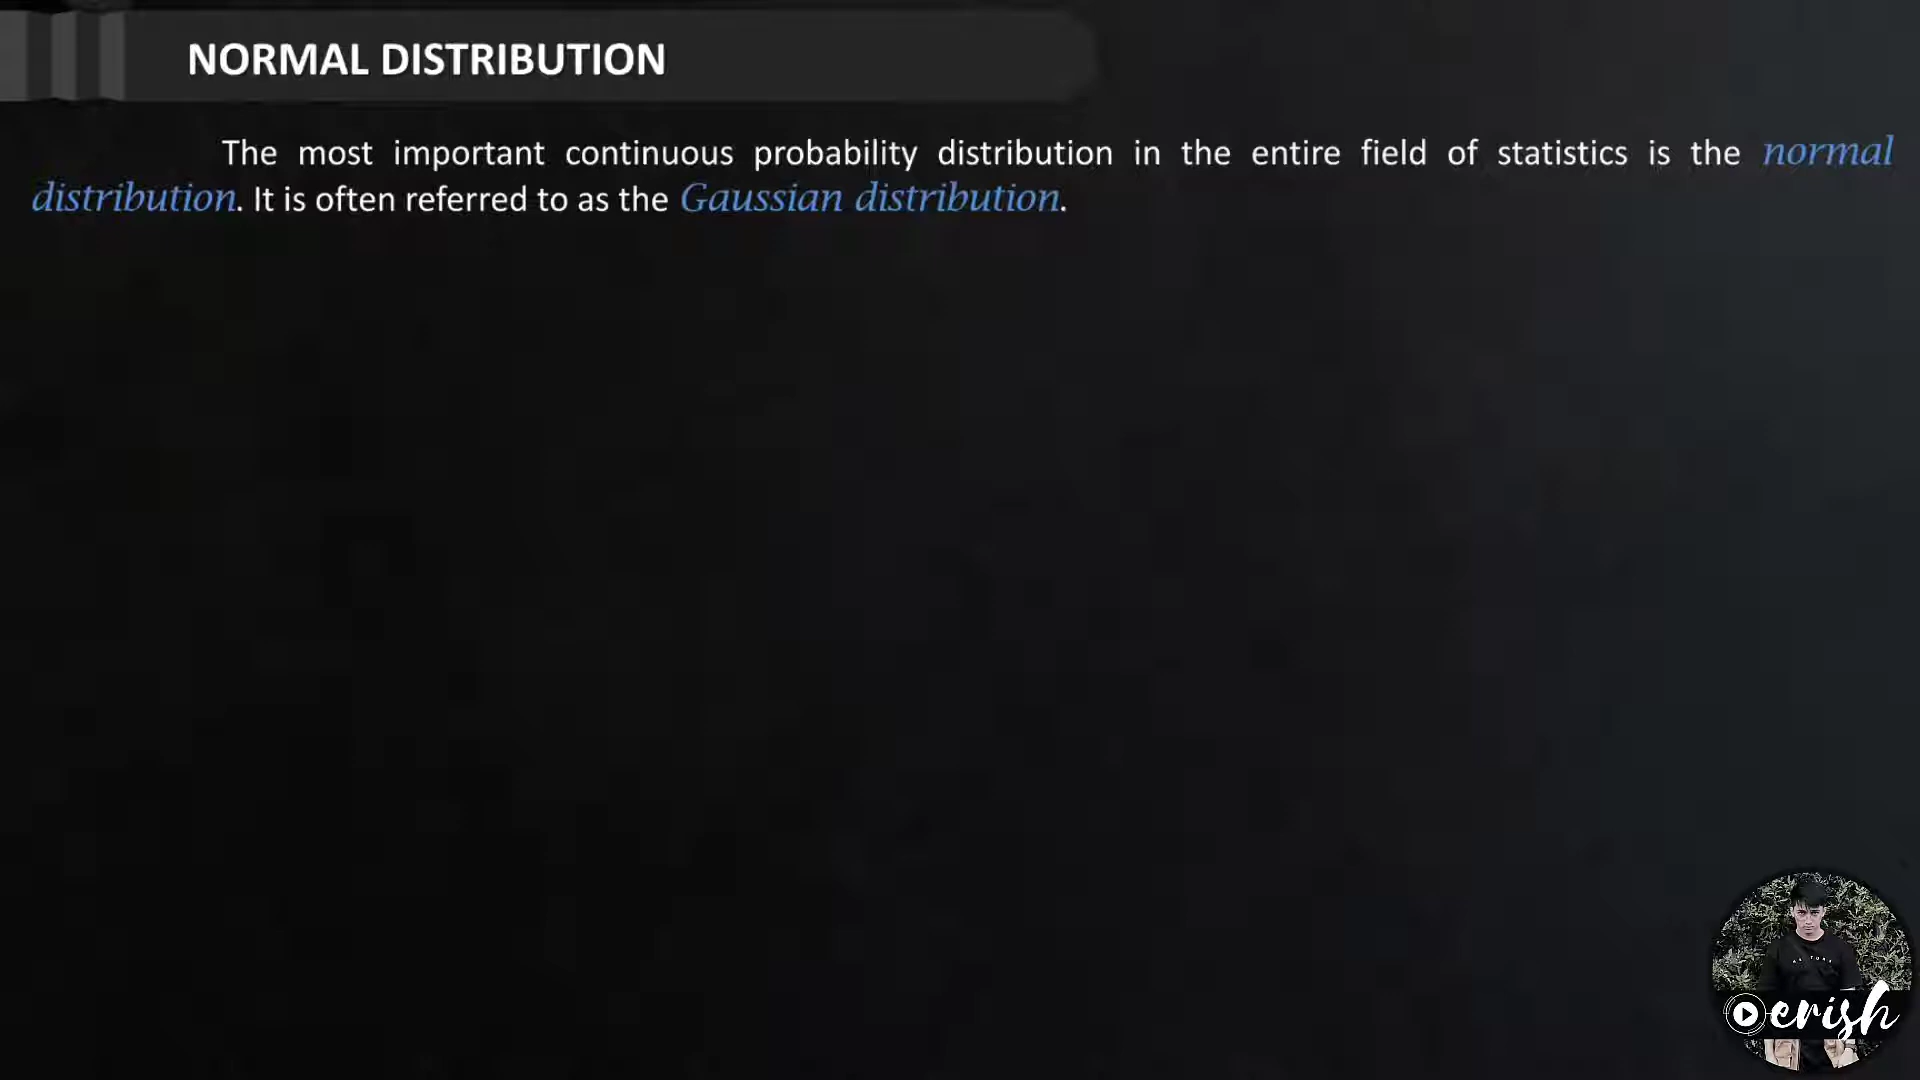 NORMAL DISTRIBUTION
The most important continuous probability distribution in the entire field of statistics is the normal
distribution. It is often referred to as the Gaussian distribution.
erish